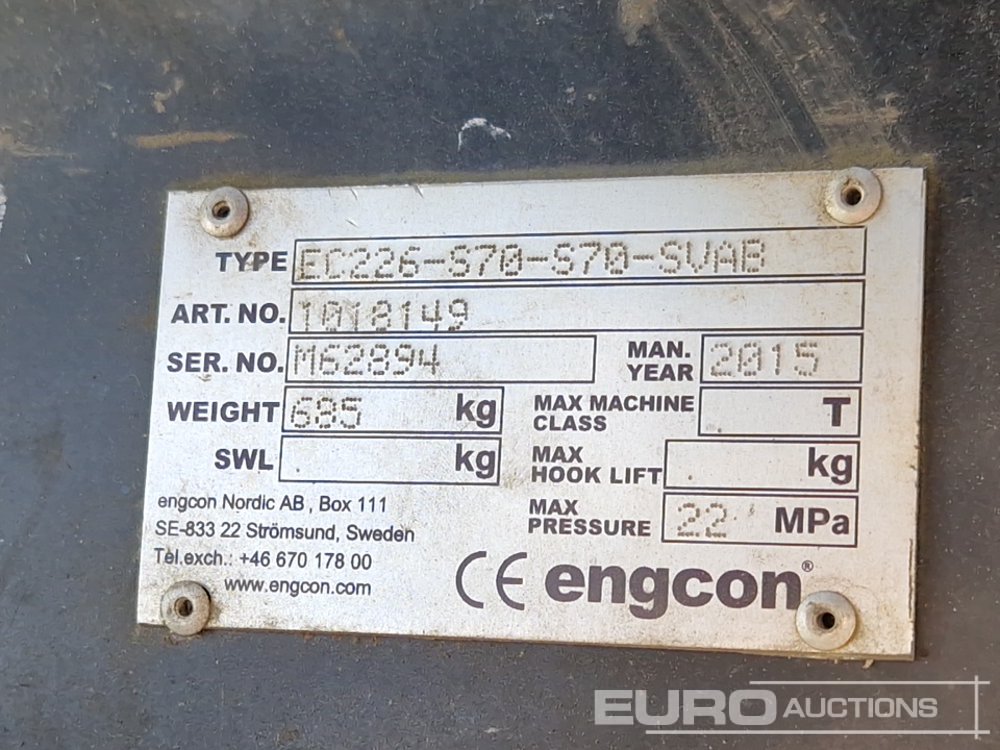 TYPE EC226-S70-S70-SVAB
ART. NO. 1018149
SER. NO. M62894 MAN. YEAR 2015
WEIGHT 685 kg MAX MACHINE CLASS T
SWL kg MAX HOOK LIFT kg
MAX PRESSURE 22 MPa
engcon Nordic AB , Box 111
SE-833 22 Strömsund, Sweden
Tel.exch.: +46 670 178 00
www.engcon.com
CE engcon®
EURO AUCTIONS